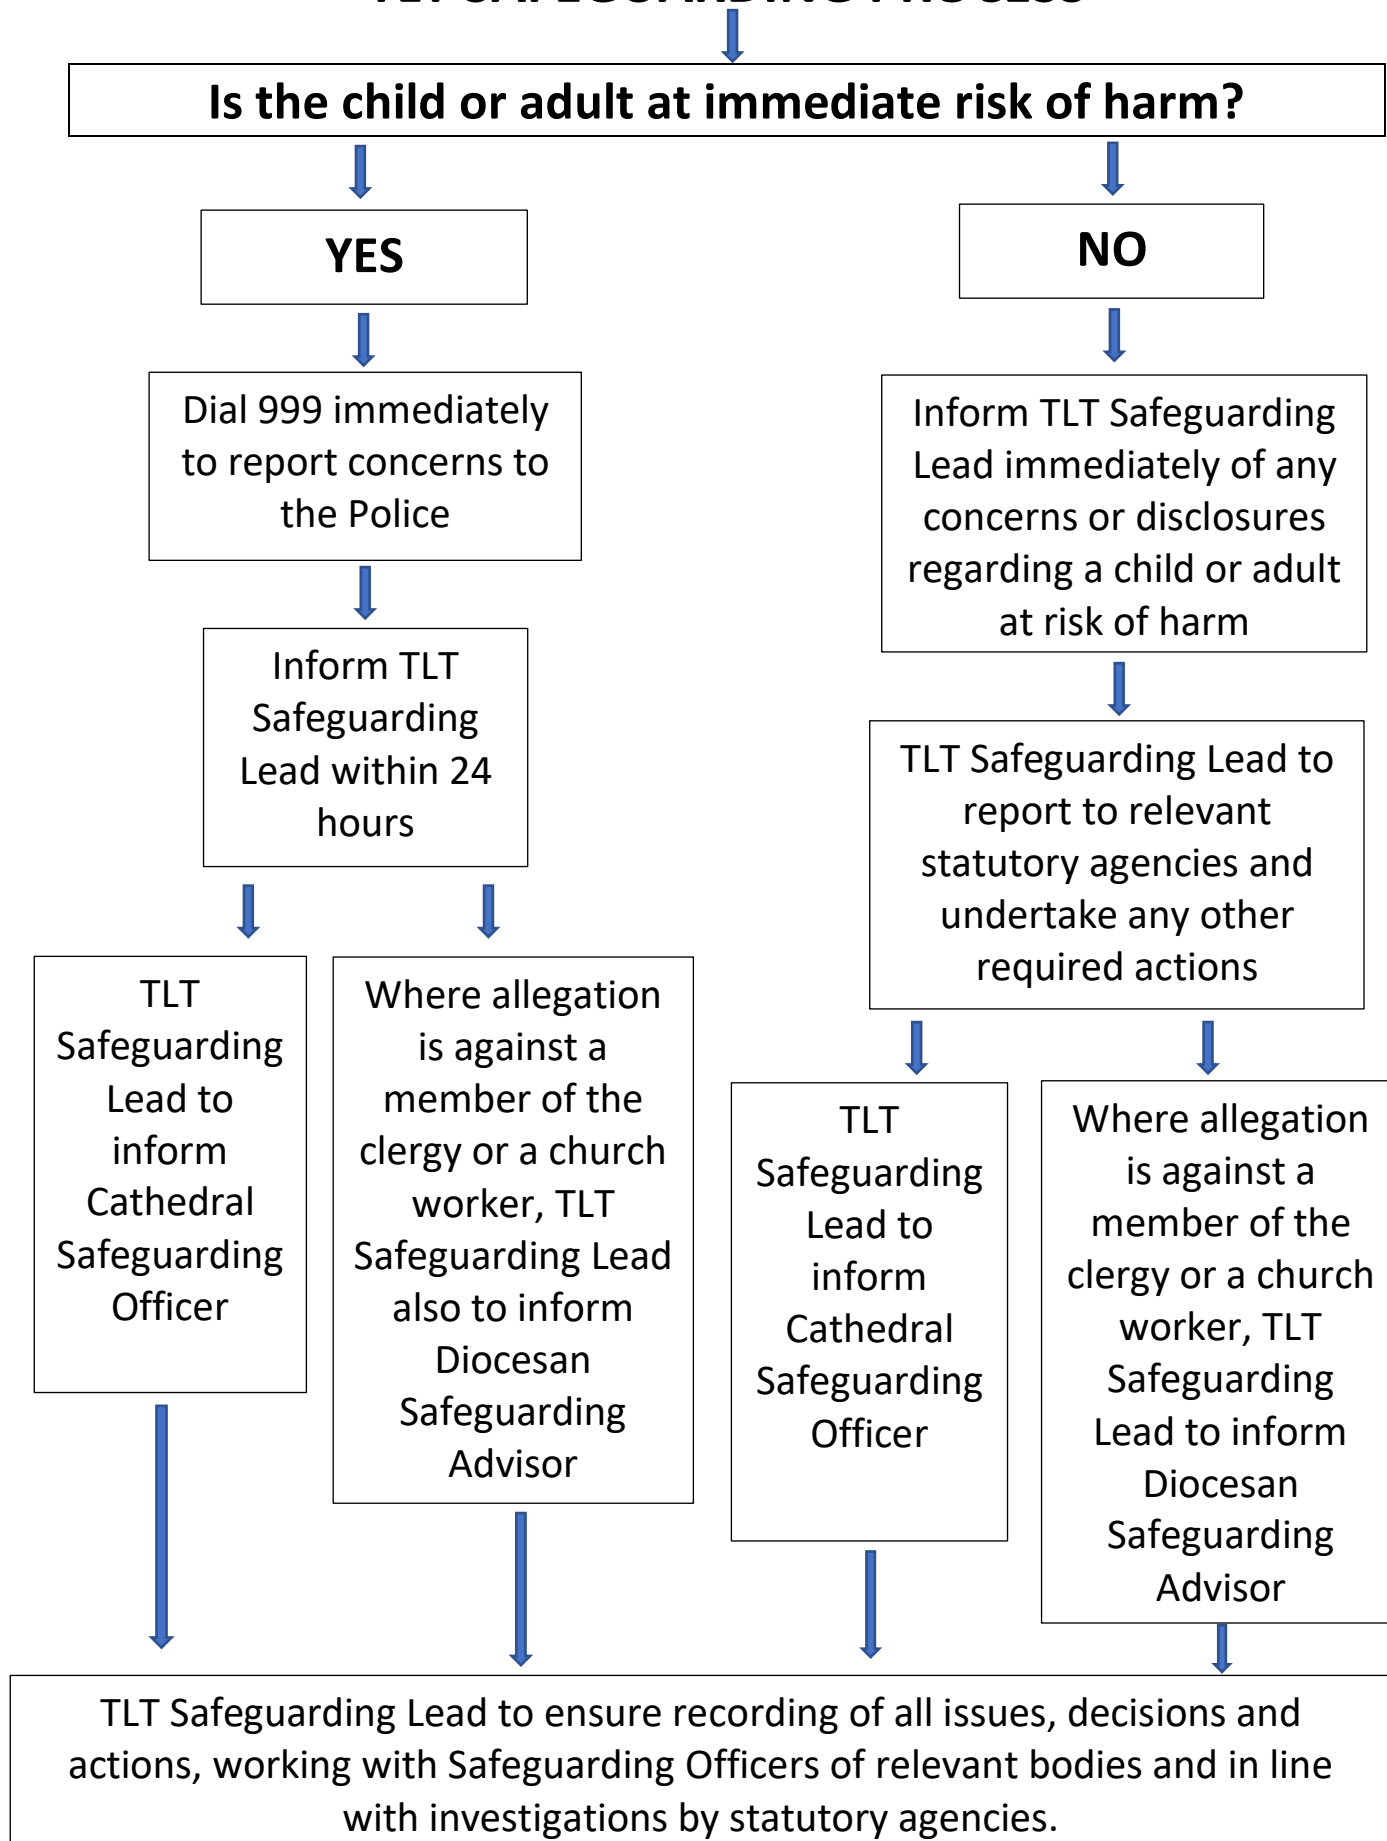 TLT SAFEGUARDING PROCESS
Is the child or adult at immediate risk of harm?
YES
Dial 999 immediately
to report concerns to
the Police
Inform TLT
Safeguarding
Lead within 24
hours
TLT
Safeguarding
Lead to
inform
Cathedral
Safeguarding
Officer
Where allegation
is against a
member of the
clergy or a church
worker, TLT
Safeguarding Lead
also to inform
Diocesan
Safeguarding
Advisor
NO
Inform TLT Safeguarding
Lead immediately of any
concerns or disclosures
regarding a child or adult
at risk of harm
TLT Safeguarding Lead to
report to relevant
statutory agencies and
undertake any other
required actions
TLT
Safeguarding
Lead to
inform
Cathedral
Safeguarding
Officer
Where allegation
is against a
member of the
clergy or a church
worker, TLT
Safeguarding
Lead to inform
Diocesan
Safeguarding
Advisor
TLT Safeguarding Lead to ensure recording of all issues, decisions and
actions, working with Safeguarding Officers of relevant bodies and in line
with investigations by statutory agencies.